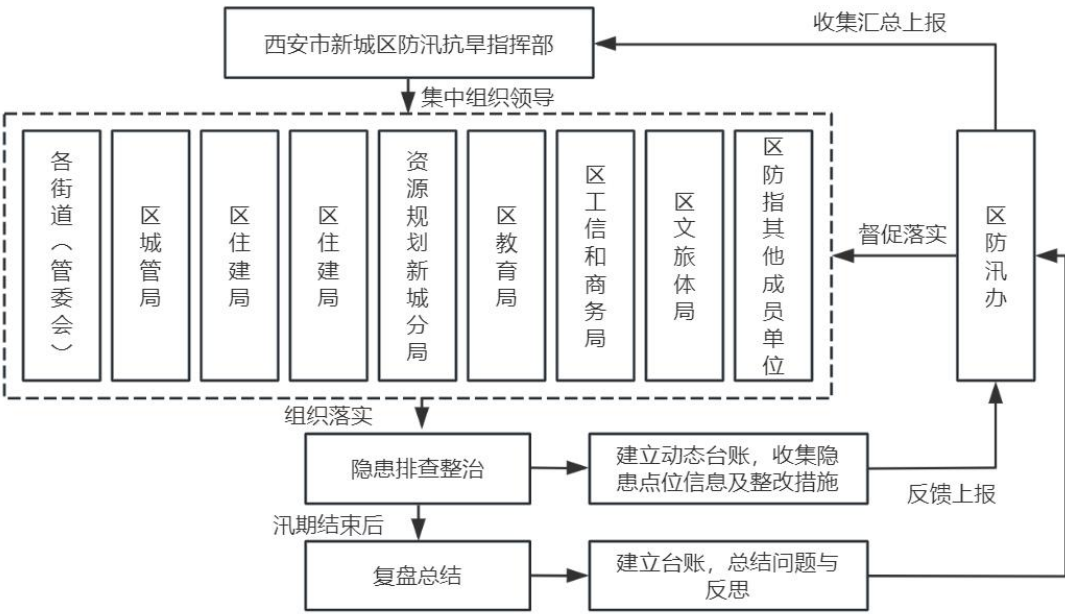 收集汇总上报
西安市新城区防汛抗旱指挥部
集中组织领导
各街道（管委会）
区城管局
区住建局
区住建局
资源规划新城分局
区教育局
区工信和商务局
区文旅体局
区防指其他成员单位
督促落实
区防汛办
组织落实
隐患排查整治
建立动态台账，收集隐
患点位信息及整改措施
反馈上报
汛期结束后
复盘总结
建立台账，总结问题与
反思